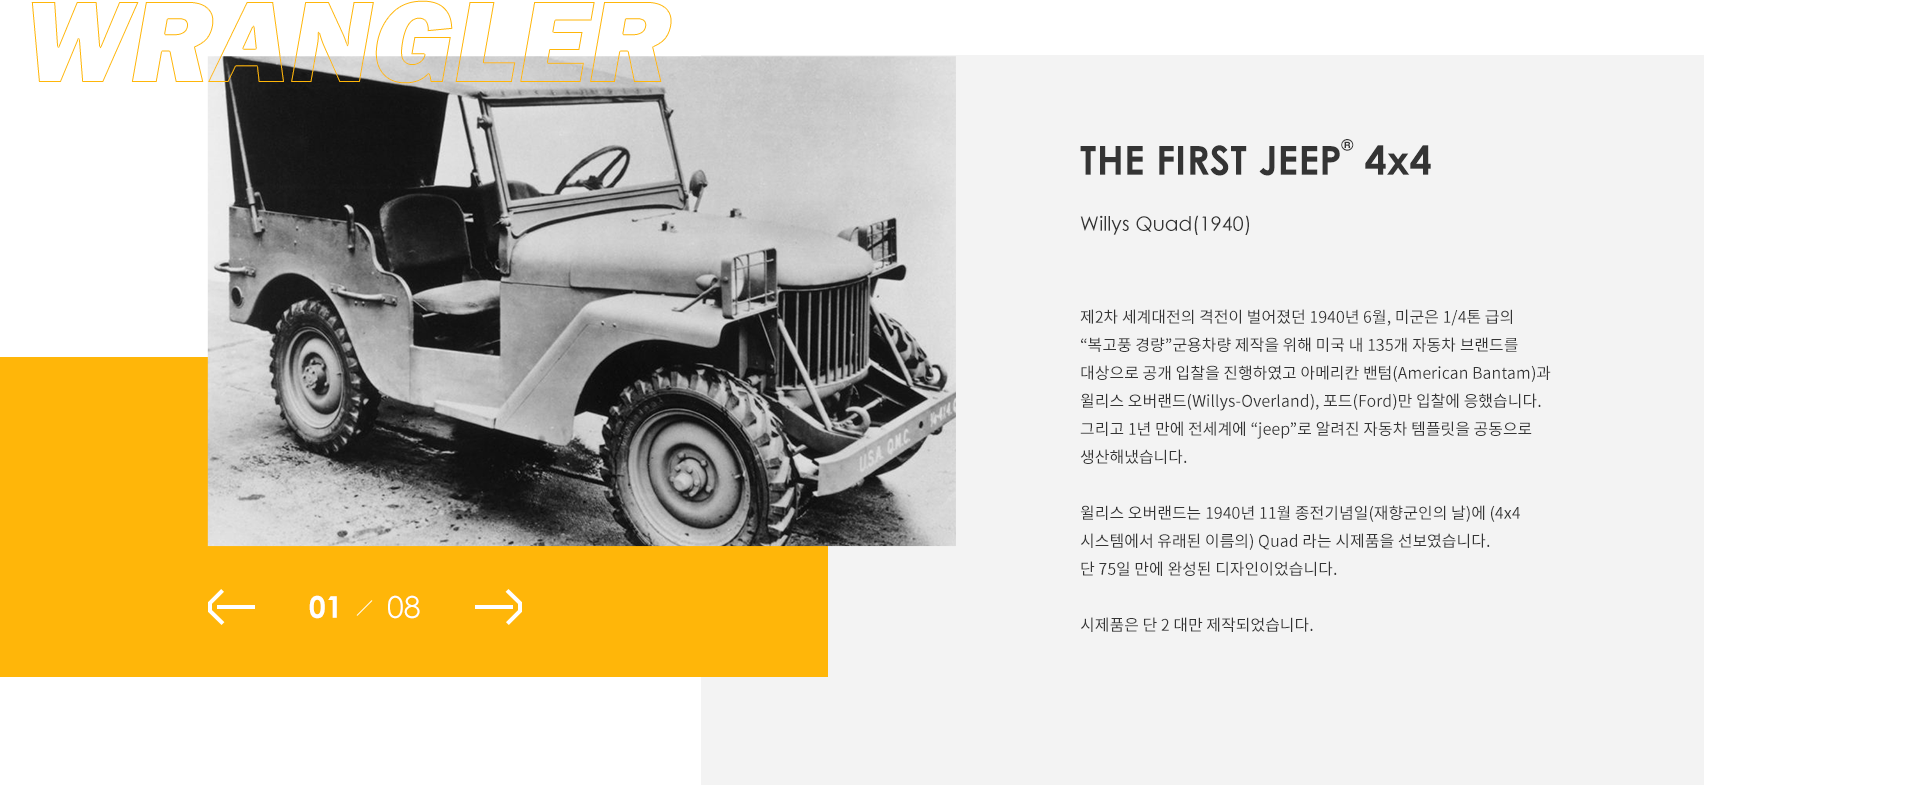 WRANGLER
THE FIRST JEEP® 4x4
Willys Quad(1940)
제2차 세계대전의 격전이 벌어졌던 1940년 6월, 미군은 1/4톤 급의
“복고풍 경량”군용차량 제작을 위해 미국 내 135개 자동차 브랜드를
대상으로 공개 입찰을 진행하였고 아메리칸 밴텀(American Bantam)과
윌리스 오버랜드(Willys-Overland), 포드(Ford)만 입찰에 응했습니다.
그리고 1년 만에 전세계에 “jeep”로 알려진 자동차 템플릿을 공동으로
생산해냈습니다.
윌리스 오버랜드는 1940년 11월 종전기념일(재향군인의 날)에 (4x4
시스템에서 유래된 이름의) Quad 라는 시제품을 선보였습니다.
단 75일 만에 완성된 디자인이었습니다.
시제품은 단 2 대만 제작되었습니다.
U.S.A. Q.M.C.
01 / 08